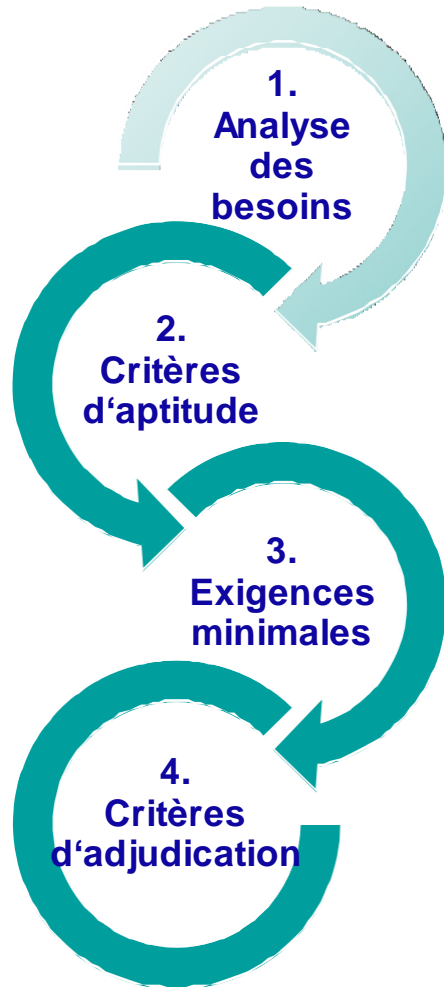 1.
Analyse
des
besoins
2.
Critères
d‘aptitude
3.
Exigences
minimales
4.
Critères
d‘adjudication